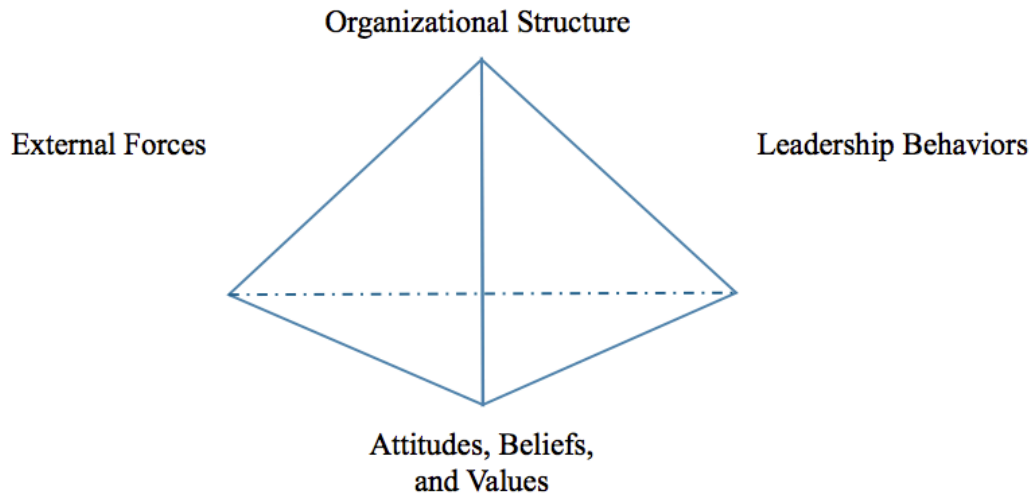 Organizational Structure
External Forces
Leadership Behaviors
Attitudes, Beliefs,
and Values